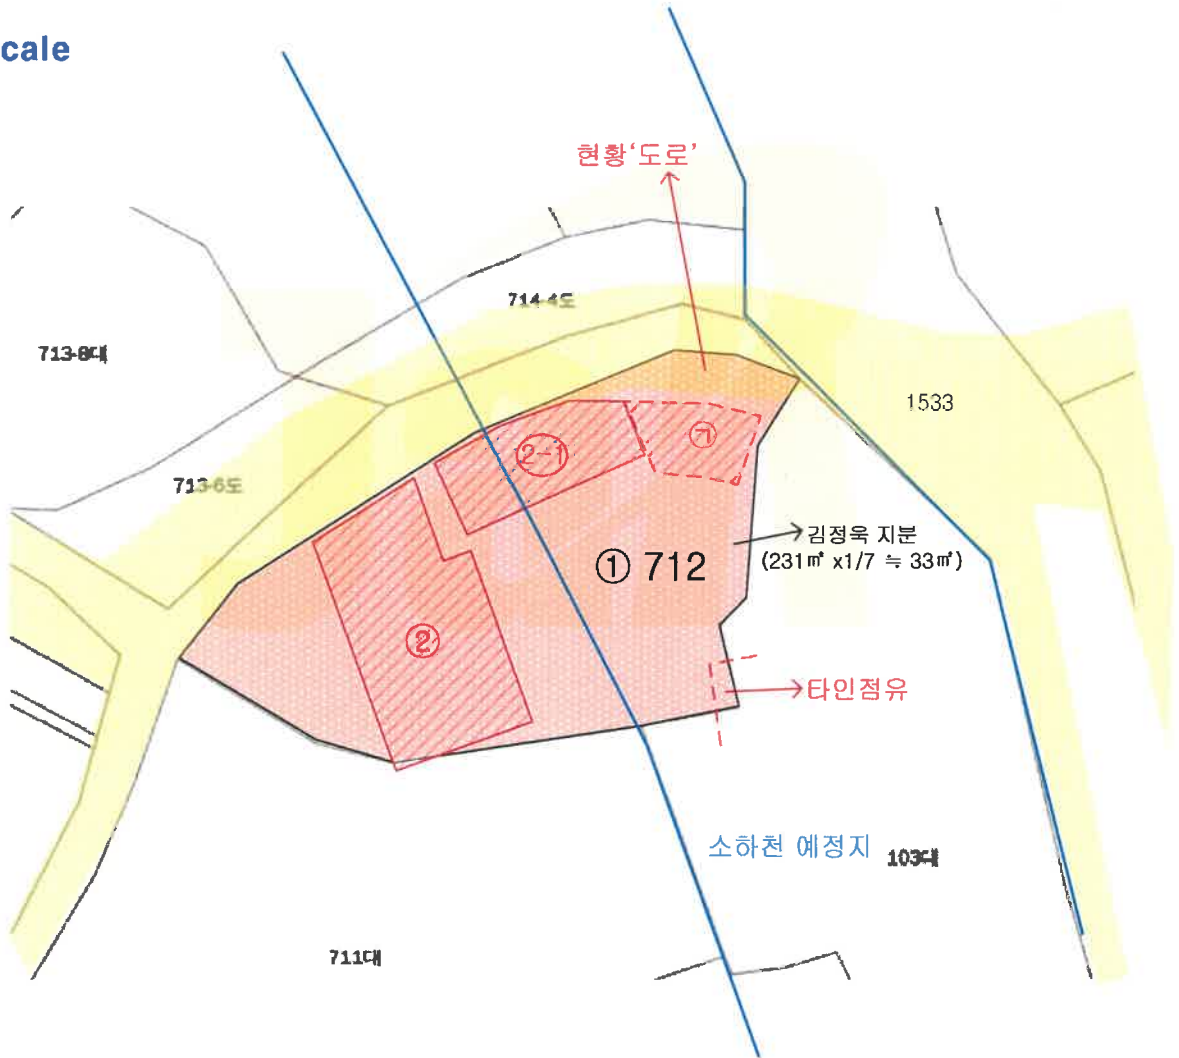 cale
현황‘도로’
714-4도
713-8대
1533
㉠
2-1
713-6도
김정욱 지분
(231㎡ x1/7 ≒ 33㎡)
① 712
②
타인점유
소하천 예정지
103대
711대